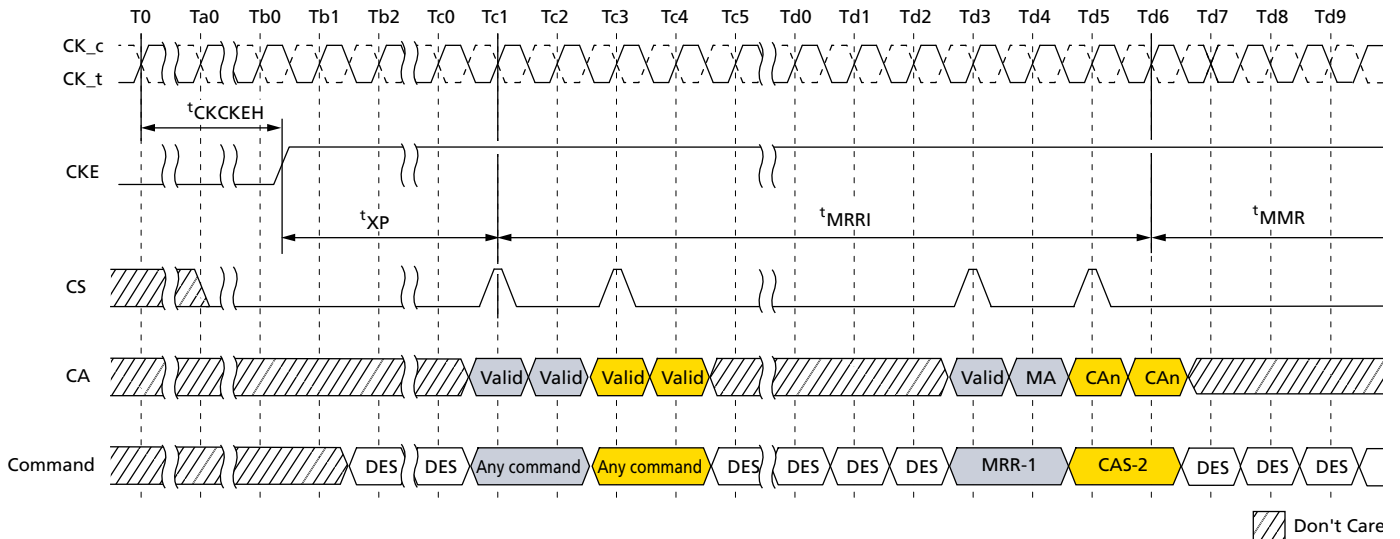 T0 Ta0 Tb0 Tb1 Tb2 Tc0 Tc1 Tc2 Tc3 Tc4 Tc5 Td0 Td1 Td2 Td3 Td4 Td5 Td6 Td7 Td8 Td9
CK_c
CK_t
tCKCKEH
CKE
tXP tMRRI tMMR
CS
CA Valid Valid Valid Valid Valid MA CAn CAn
Command DES DES Any command Any command DES DES DES DES MRR-1 CAS-2 DES DES DES
Don't Care